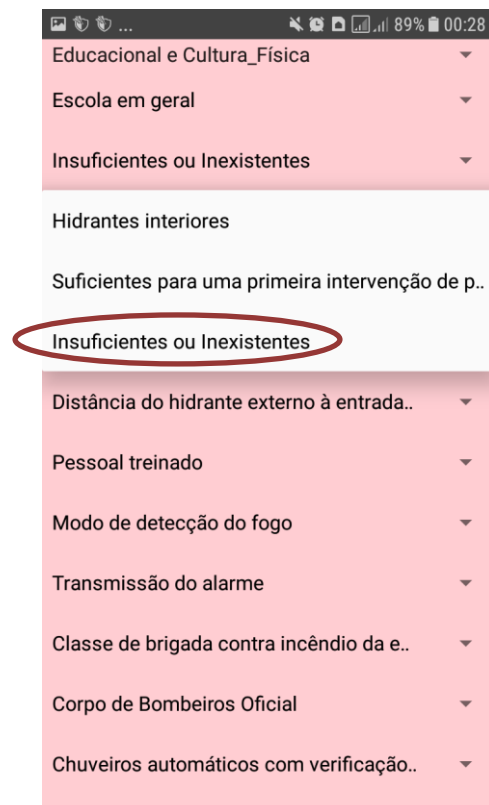 ... 89% 00:28
Educacional e Cultura_Física
Escola em geral
Insuficientes ou Inexistentes
Hidrantes interiores
Suficientes para uma primeira intervenção de p..
Insuficientes ou Inexistentes
Distância do hidrante externo à entrada..
Pessoal treinado
Modo de detecção do fogo
Transmissão do alarme
Classe de brigada contra incêndio da e..
Corpo de Bombeiros Oficial
Chuveiros automáticos com verificação..